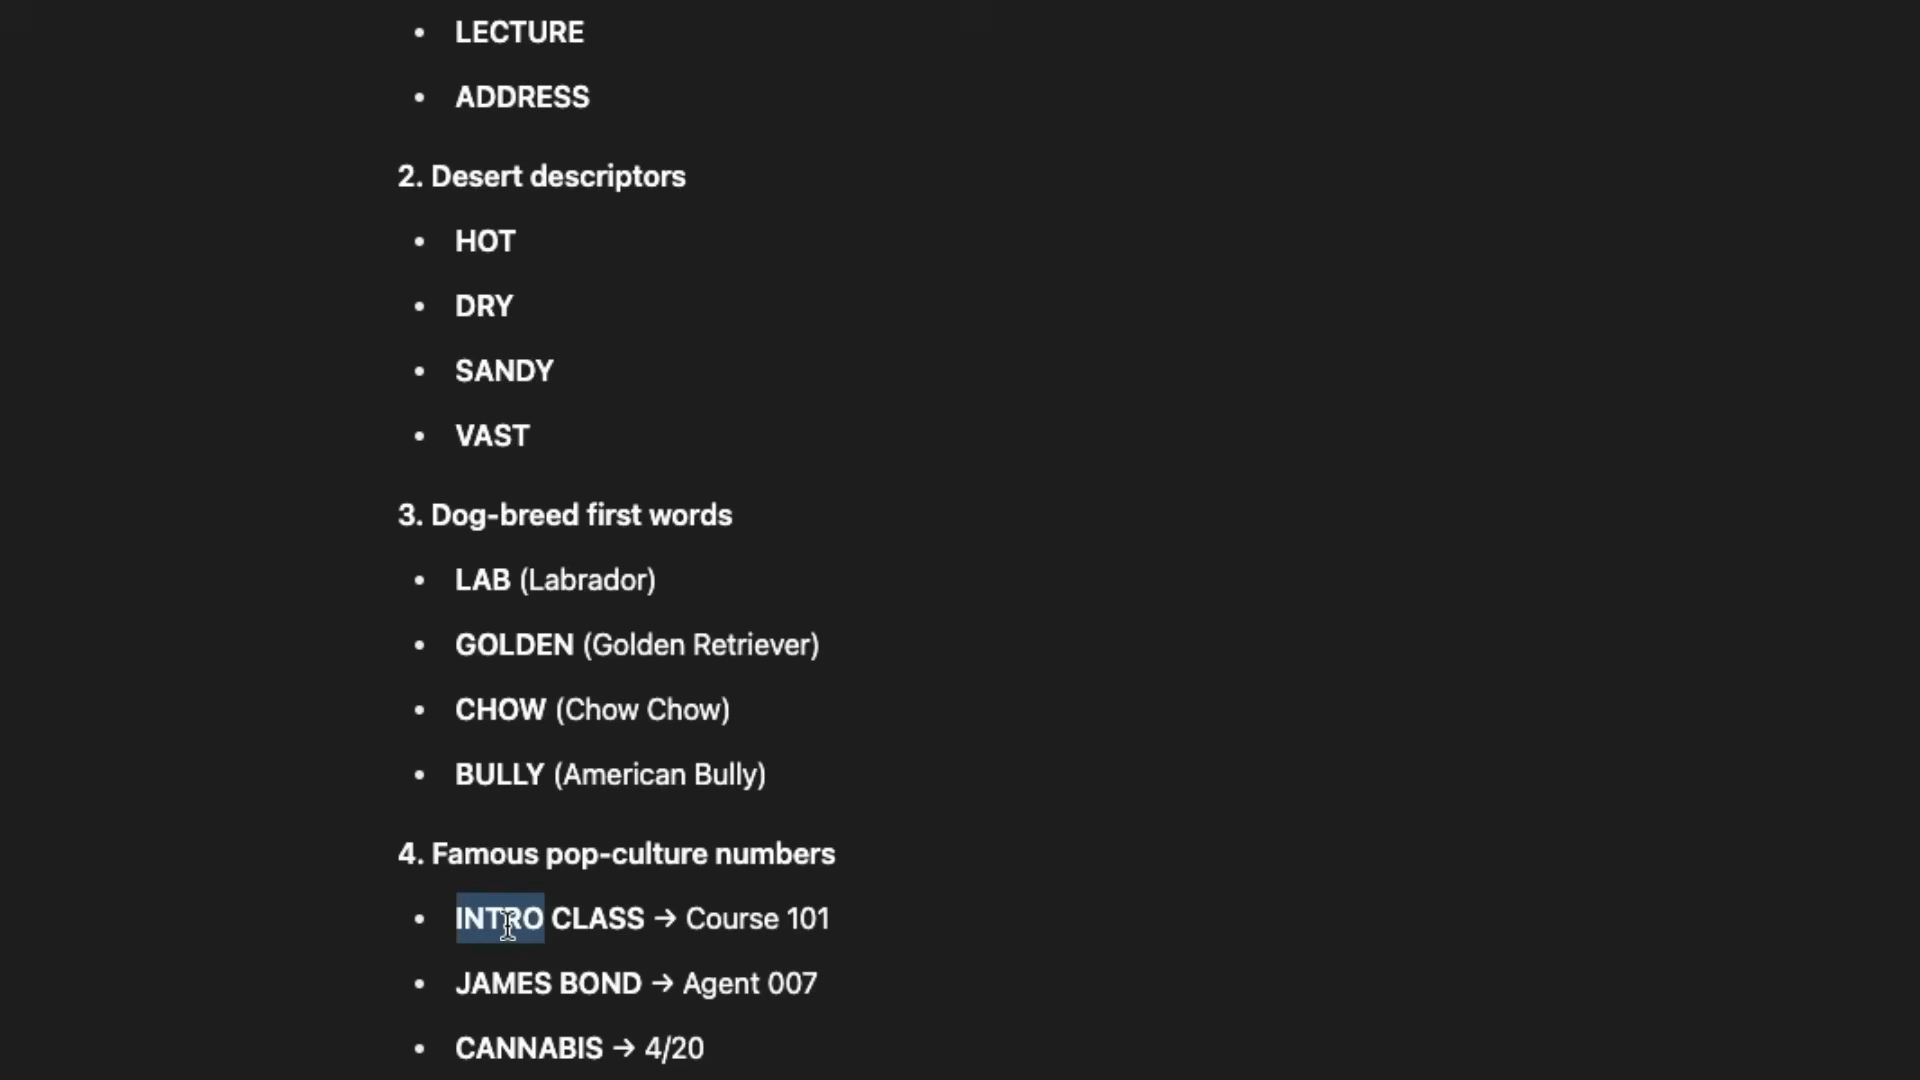 • LECTURE
• ADDRESS
2. Desert descriptors
• HOT
• DRY
• SANDY
• VAST
3. Dog-breed first words
• LAB (Labrador)
• GOLDEN (Golden Retriever)
• CHOW (Chow Chow)
• BULLY (American Bully)
4. Famous pop-culture numbers
• INTRO CLASS → Course 101
• JAMES BOND → Agent 007
• CANNABIS → 4/20